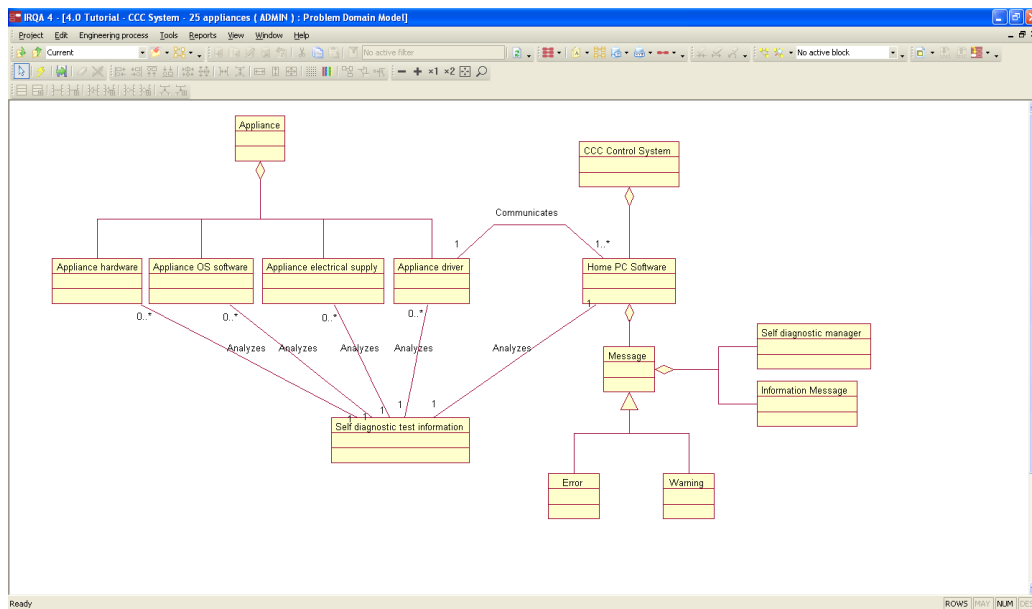 IRQA 4 - [4.0 Tutorial - CCC System - 25 appliances ( ADMIN ) : Problem Domain Model]
Project Edit Engineering process Tools Reports View Window Help
Current No active filter No active block
×1 ×2
Appliance
CCC Control System
Communicates
1 1..*
Appliance hardware Appliance OS software Appliance electrical supply Appliance driver Home PC Software
1
0..* 0..* 0..* 0..*
Self diagnostic manager
Analyzes Analyzes Analyzes Analyzes Analyzes
Message
Information Message
1 1 1 1 1
Self diagnostic test information
Error Warning
Ready ROWS MAY NUM